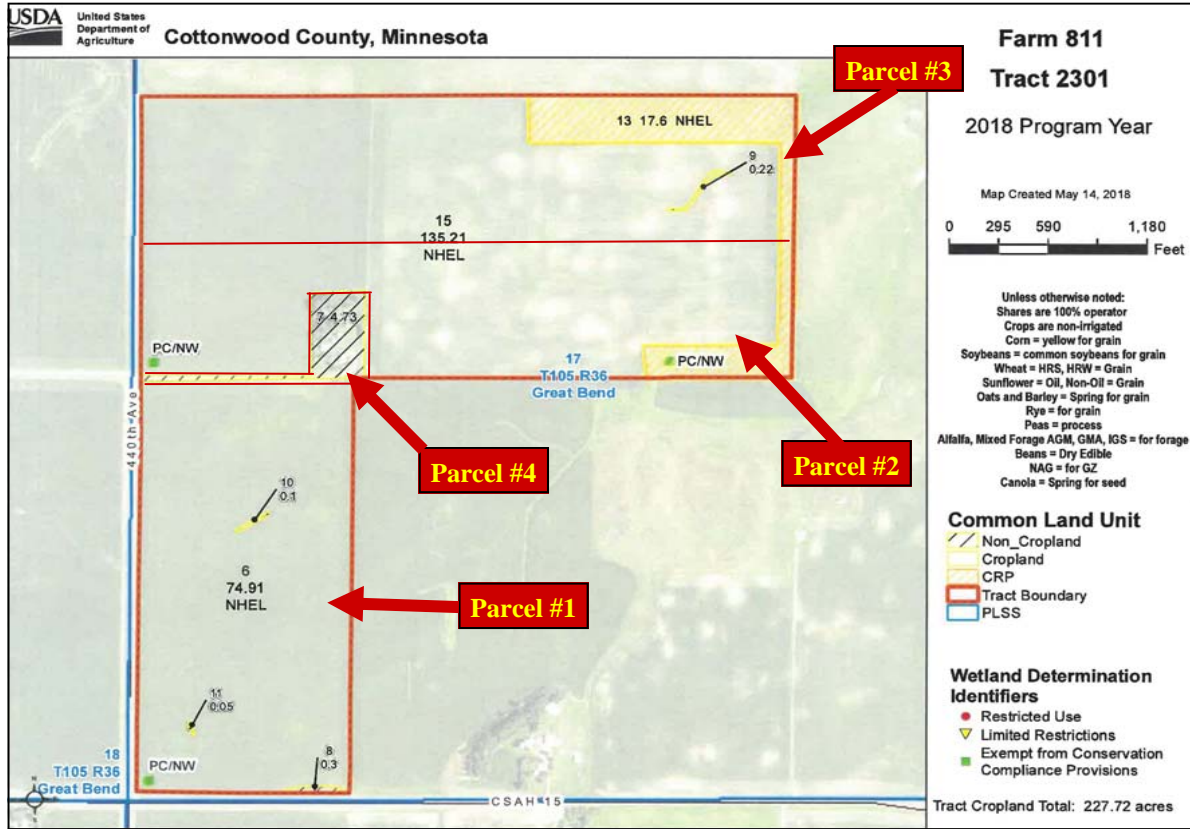 USDA
United States
Department of
Agriculture
Cottonwood County, Minnesota
Farm 811
Tract 2301
2018 Program Year
Map Created May 14, 2018
0 295 590 1,180
Feet
Unless otherwise noted:
Shares are 100% operator
Crops are non-irrigated
Corn = yellow for grain
Soybeans = common soybeans for grain
Wheat = HRS, HRW = Grain
Sunflower = Oil, Non-Oil = Grain
Oats and Barley = Spring for grain
Rye = for grain
Peas = process
Alfalfa, Mixed Forage AGM, GMA, IGS = for forage
Beans = Dry Edible
NAG = for GZ
Canola = Spring for seed
Common Land Unit
Non_Cropland
Cropland
CRP
Tract Boundary
PLSS
Wetland Determination
Identifiers
Restricted Use
Limited Restrictions
Exempt from Conservation
Compliance Provisions
Tract Cropland Total: 227.72 acres
Parcel #3
13 17.6 NHEL
9
0.22
15
135.21
NHEL
7 4.73
PC/NW
17
T105 R36
Great Bend
PC/NW
440th Ave
Parcel #4
Parcel #2
10
0.1
6
74.91
NHEL
Parcel #1
11
0.05
8
0.3
PC/NW
18
T105 R36
Great Bend
CSAH 15
N